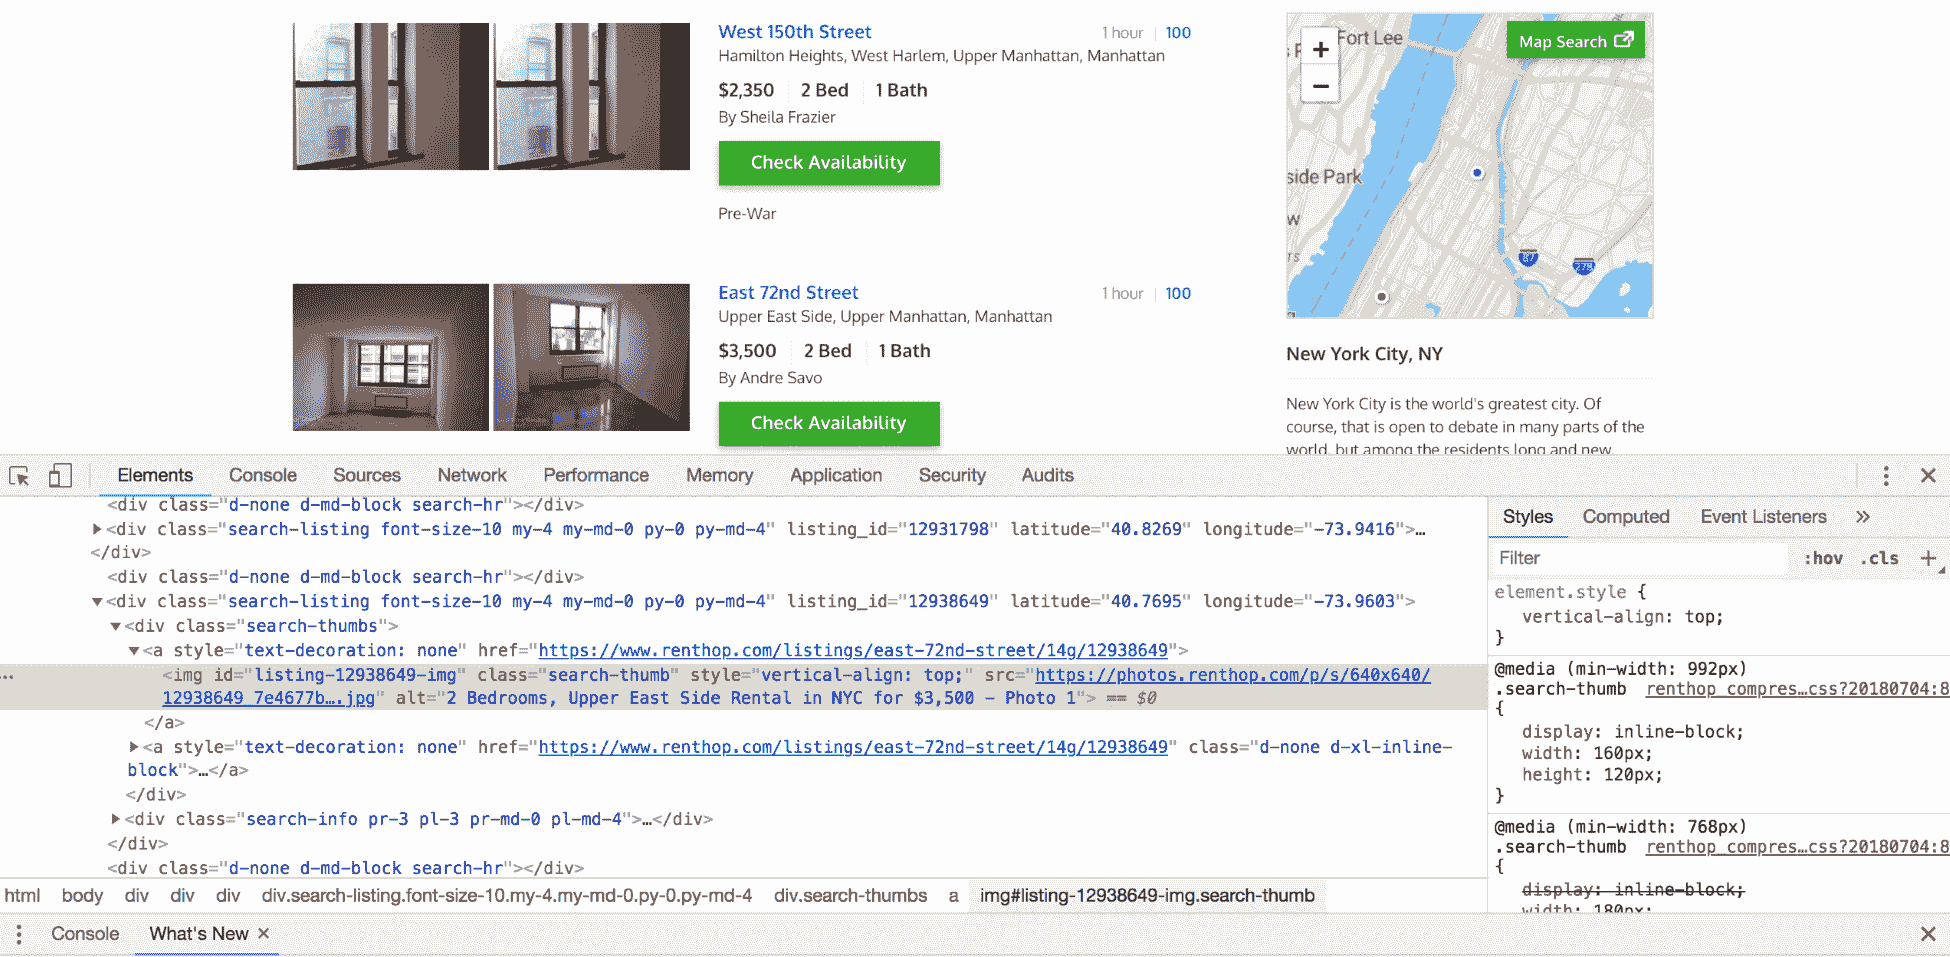 West 150th Street
1 hour
100
Hamilton Heights, West Harlem, Upper Manhattan, Manhattan
$2,350 2 Bed 1 Bath
By Sheila Frazier
Check Availability
Pre-War
East 72nd Street
1 hour
100
Upper East Side, Upper Manhattan, Manhattan
$3,500 2 Bed 1 Bath
By Andre Savo
Check Availability
Fort Lee
Map Search
+
−
side Park
87
278
New York City, NY
New York City is the world's greatest city. Of
course, that is open to debate in many parts of the
world, but among the residents long and new,
Elements Console Sources Network Performance Memory Application Security Audits
<div class="d-none d-md-block search-hr"></div>
<div class="search-listing font-size-10 my-4 my-md-0 py-0 py-md-4" listing_id="12931798" latitude="40.8269" longitude="-73.9416">…
</div>
<div class="d-none d-md-block search-hr"></div>
<div class="search-listing font-size-10 my-4 my-md-0 py-0 py-md-4" listing_id="12938649" latitude="40.7695" longitude="-73.9603">
<div class="search-thumbs">
<a style="text-decoration: none" href="https://www.renthop.com/listings/east-72nd-street/14g/12938649">
<img id="listing-12938649-img" class="search-thumb" style="vertical-align: top;" src="https://photos.renthop.com/p/s/640x640/
12938649_7e4677b….jpg" alt="2 Bedrooms, Upper East Side Rental in NYC for $3,500 - Photo 1"> == $0
</a>
<a style="text-decoration: none" href="https://www.renthop.com/listings/east-72nd-street/14g/12938649" class="d-none d-xl-inline-
block">…</a>
</div>
<div class="search-info pr-3 pl-3 pr-md-0 pl-md-4">…</div>
</div>
<div class="d-none d-md-block search-hr"></div>
html body div div div div.search-listing.font-size-10.my-4.my-md-0.py-0.py-md-4 div.search-thumbs a img#listing-12938649-img.search-thumb
Styles Computed Event Listeners »
Filter :hov .cls +
element.style {
vertical-align: top;
}
@media (min-width: 992px)
.search-thumb renthop_compres…css?20180704:8
{
display: inline-block;
width: 160px;
height: 120px;
}
@media (min-width: 768px)
.search-thumb renthop_compres…css?20180704:8
{
display: inline-block;
width: 180px;
Console What's New ×